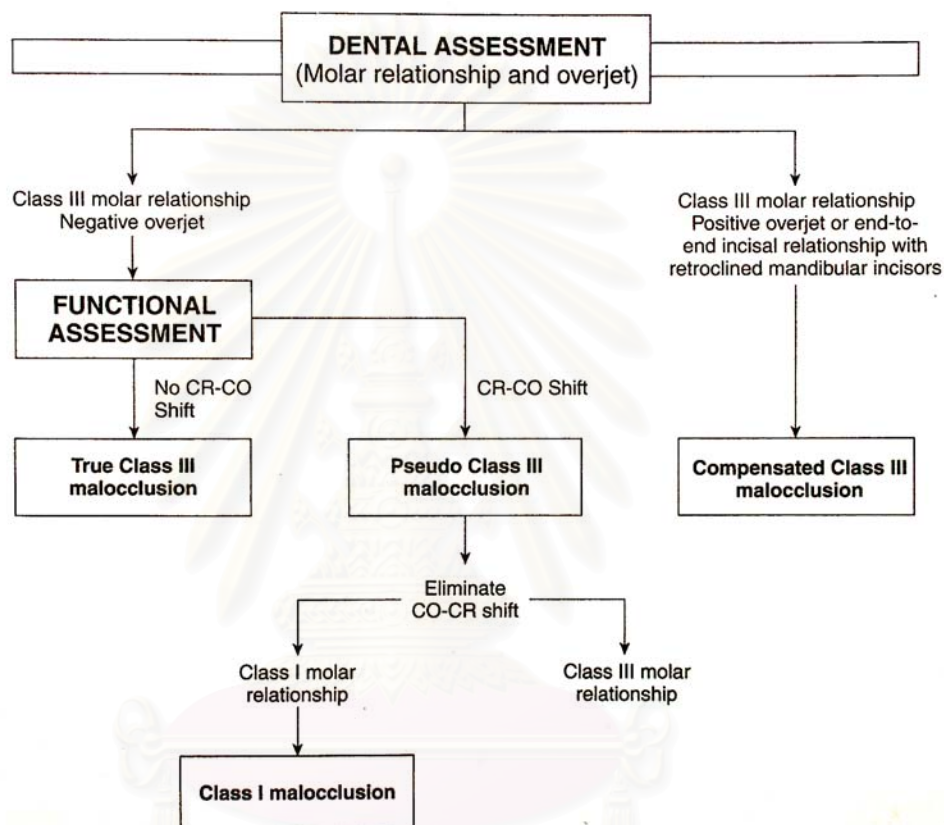 DENTAL ASSESSMENT
(Molar relationship and overjet)
Class III molar relationship
Negative overjet
Class III molar relationship
Positive overjet or end-to-
end incisal relationship with
retroclined mandibular incisors
FUNCTIONAL
ASSESSMENT
No CR-CO
Shift
CR-CO Shift
True Class III
malocclusion
Pseudo Class III
malocclusion
Compensated Class III
malocclusion
Eliminate
CO-CR shift
Class I molar
relationship
Class III molar
relationship
Class I malocclusion